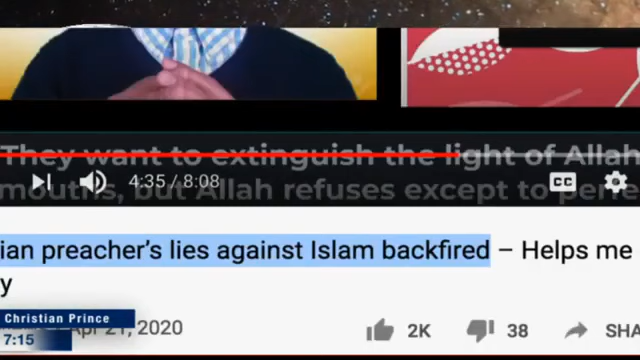 They want to extinguish the light of Allah
mouths, but Allah refuses except to perfe
4:35 / 8:08
CC
ian preacher's lies against Islam backfired – Helps me
y
Christian Prince
7:15
Apr 21, 2020
2K
38
SHA